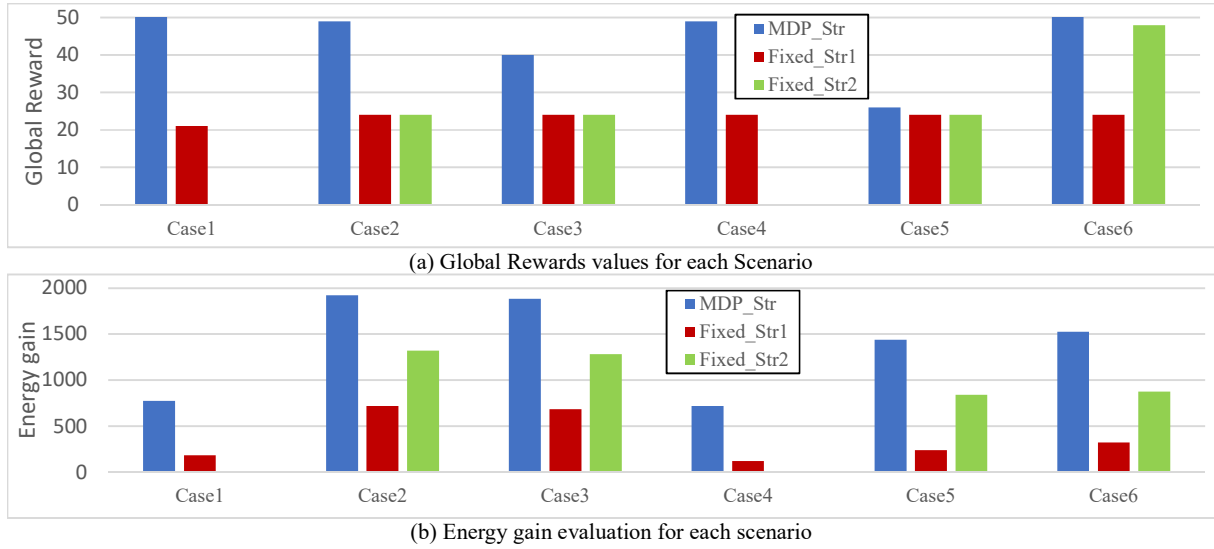 Global Reward
50
40
30
20
10
0
MDP_Str
Fixed_Str1
Fixed_Str2
Case1 Case2 Case3 Case4 Case5 Case6
(a) Global Rewards values for each Scenario
Energy gain
2000
1500
1000
500
0
MDP_Str
Fixed_Str1
Fixed_Str2
Case1 Case2 Case3 Case4 Case5 Case6
(b) Energy gain evaluation for each scenario